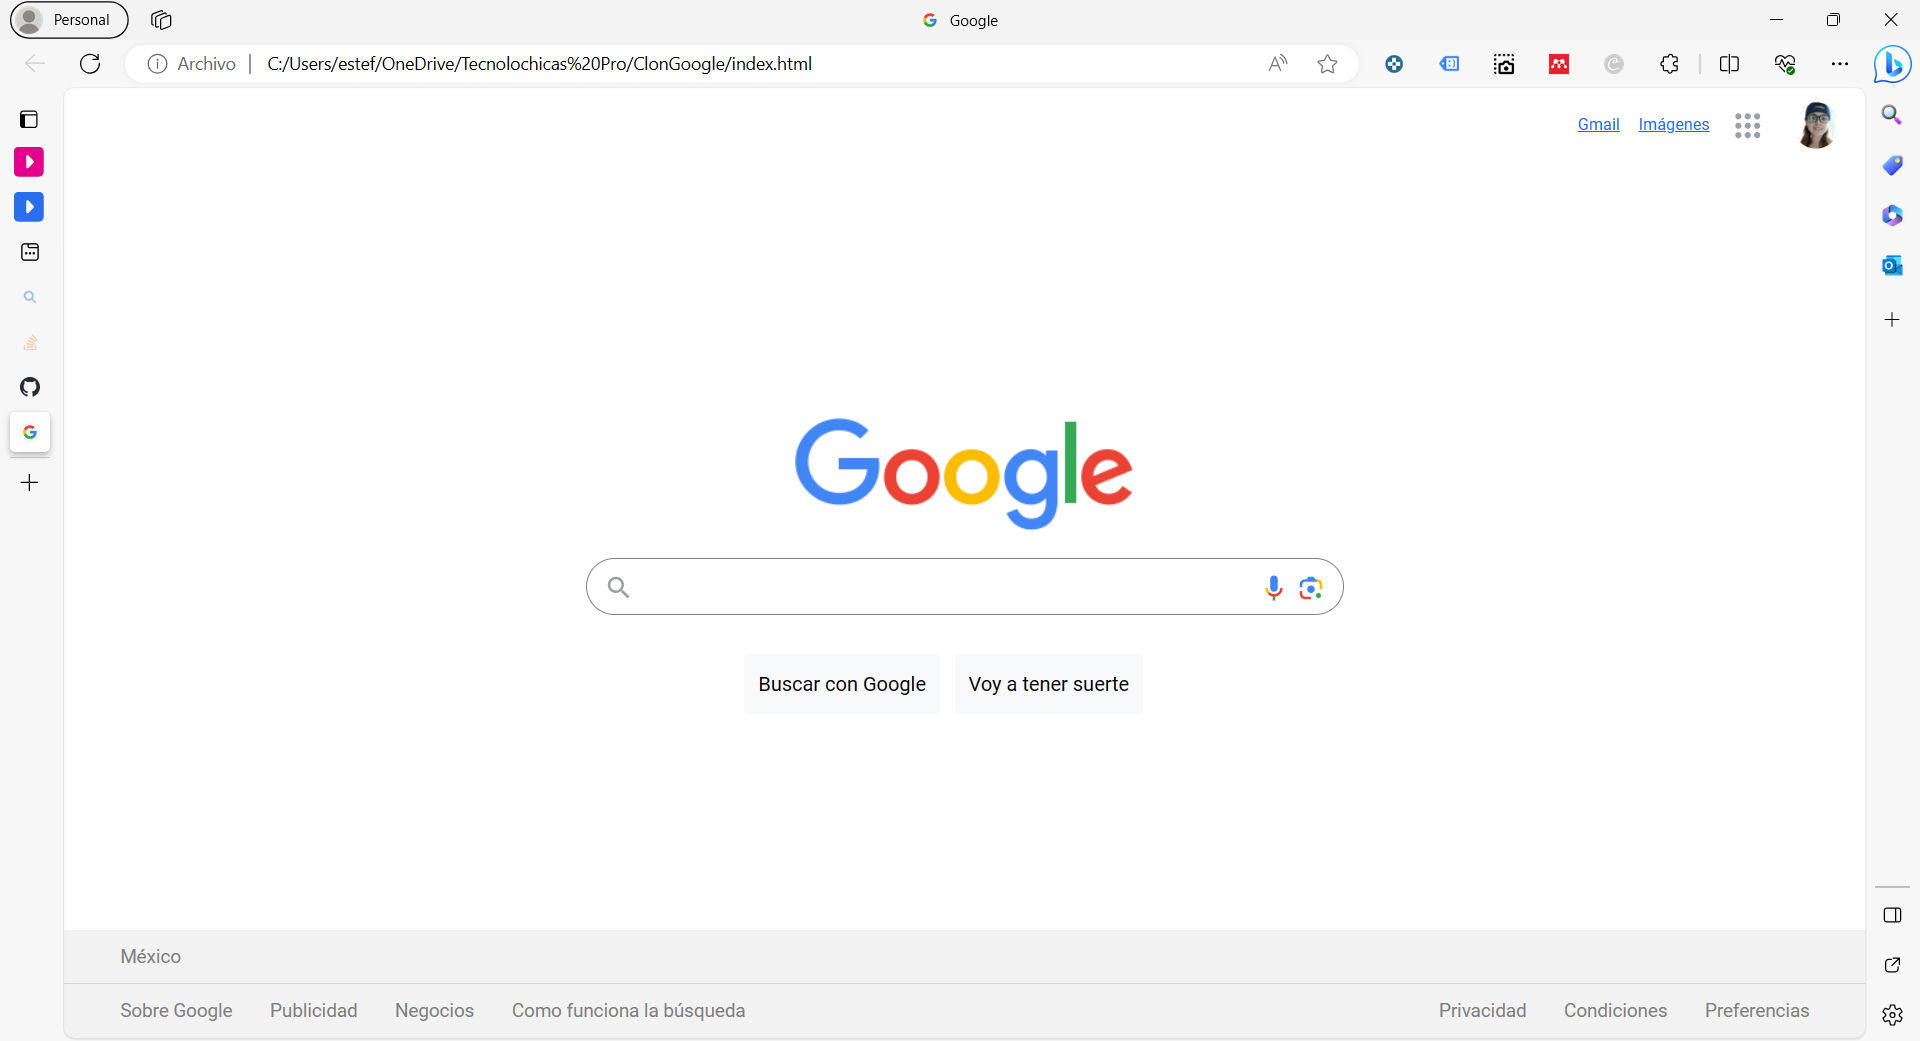 Personal
Google
Archivo
C:/Users/estef/OneDrive/Tecnolochicas%20Pro/ClonGoogle/index.html
Gmail Imágenes
Google
Buscar con Google Voy a tener suerte
México
Sobre Google Publicidad Negocios Como funciona la búsqueda Privacidad Condiciones Preferencias